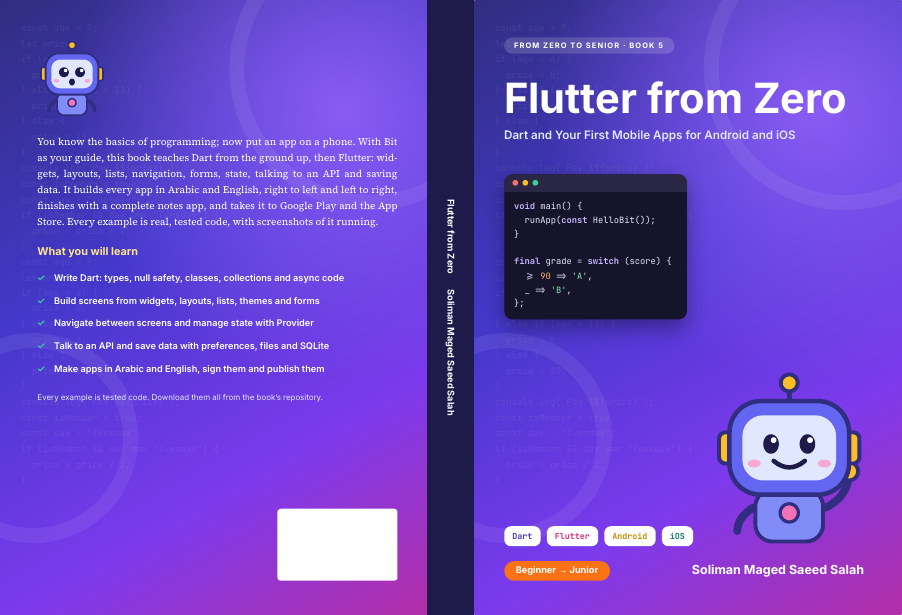 You know the basics of programming; now put an app on a phone. With Bit
as your guide, this book teaches Dart from the ground up, then Flutter: wid-
gets, layouts, lists, navigation, forms, state, talking to an API and saving
data. It builds every app in Arabic and English, right to left and left to right,
finishes with a complete notes app, and takes it to Google Play and the App
Store. Every example is real, tested code, with screenshots of it running.
What you will learn
✓ Write Dart: types, null safety, classes, collections and async code
✓ Build screens from widgets, layouts, lists, themes and forms
✓ Navigate between screens and manage state with Provider
✓ Talk to an API and save data with preferences, files and SQLite
✓ Make apps in Arabic and English, sign them and publish them
Every example is tested code. Download them all from the book's repository.
Flutter from Zero Soliman Maged Saeed Salah
FROM ZERO TO SENIOR · BOOK 5
Flutter from Zero
Dart and Your First Mobile Apps for Android and iOS
void main() {
runApp(const HelloBit());
}
final grade = switch (score) {
>= 90 => 'A',
_ => 'B',
};
Dart Flutter Android iOS
Beginner → Junior
Soliman Maged Saeed Salah